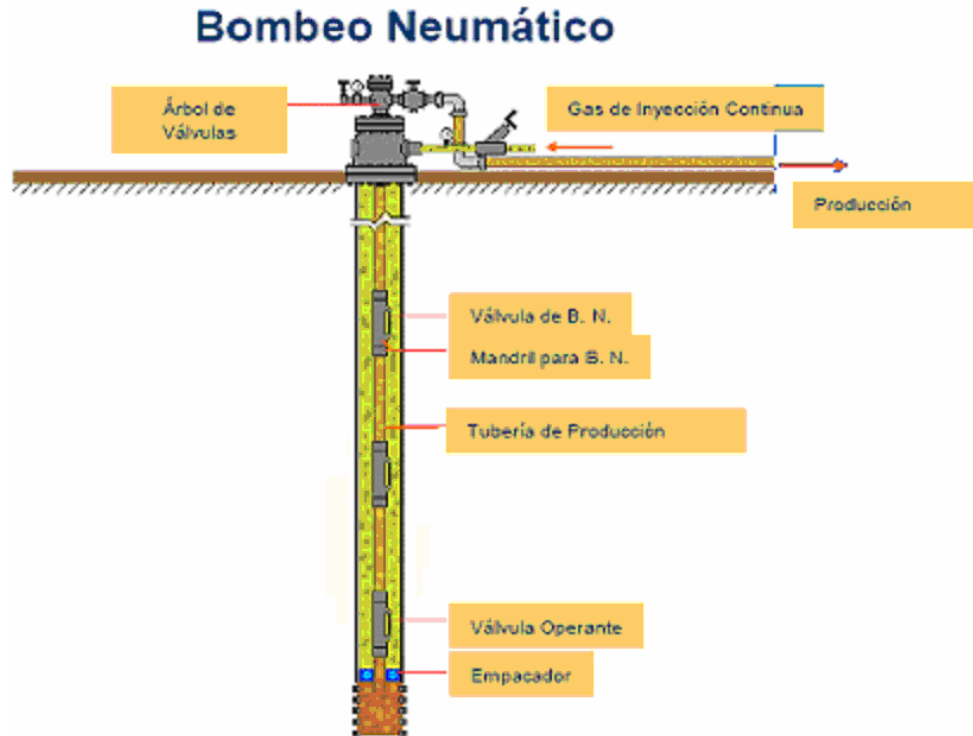 Bombeo Neumático
Árbol de
Válvulas
Gas de Inyección Continua
Producción
Válvula de B. N.
Mandril para B. N.
Tubería de Producción
Válvula Operante
Empacador